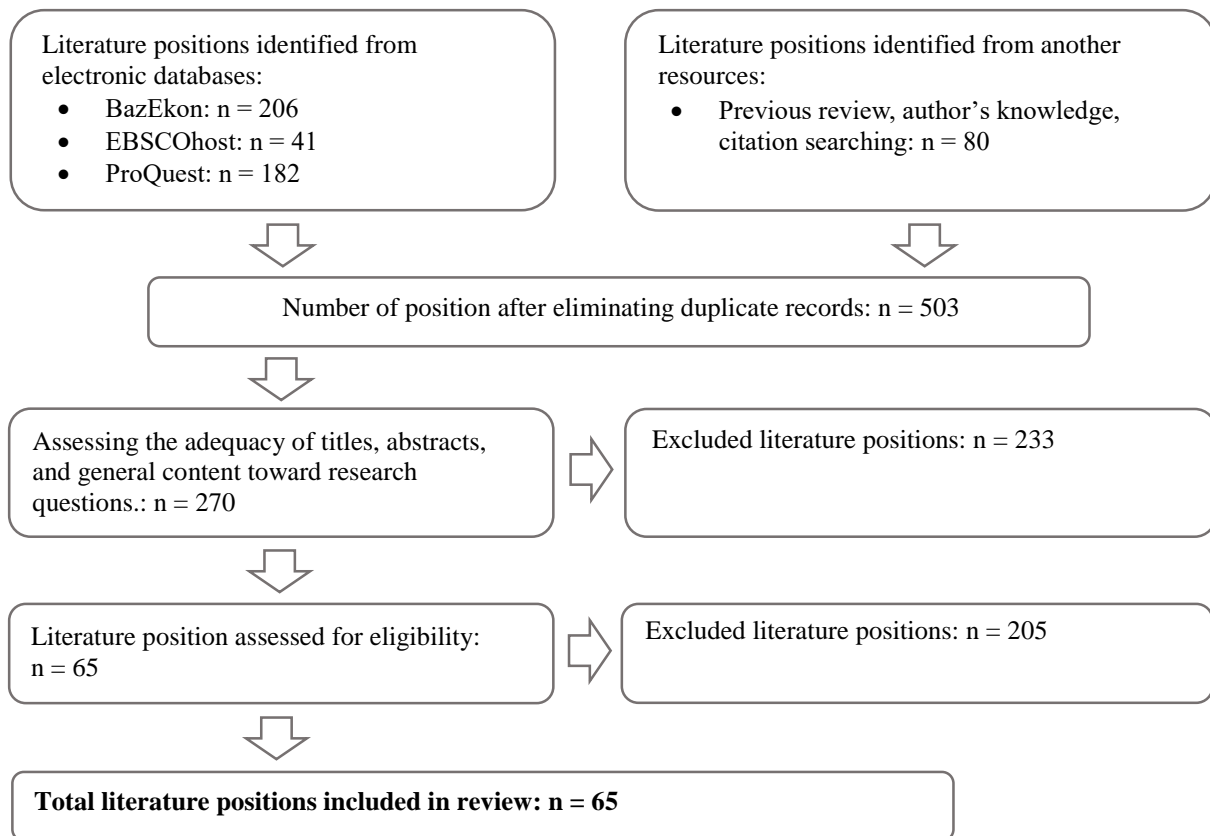 Literature positions identified from
electronic databases:
• BazEkon: n = 206
• EBSCOhost: n = 41
• ProQuest: n = 182
Literature positions identified from another
resources:
• Previous review, author’s knowledge,
citation searching: n = 80
Number of position after eliminating duplicate records: n = 503
Assessing the adequacy of titles, abstracts,
and general content toward research
questions.: n = 270
Excluded literature positions: n = 233
Literature position assessed for eligibility:
n = 65
Excluded literature positions: n = 205
Total literature positions included in review: n = 65